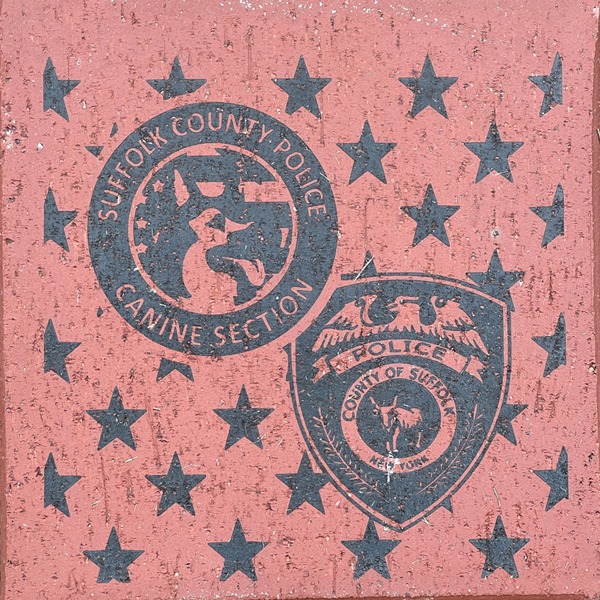 SUFFOLK COUNTY POLICE
CANINE SECTION
POLICE
COUNTY OF SUFFOLK
NEW YORK